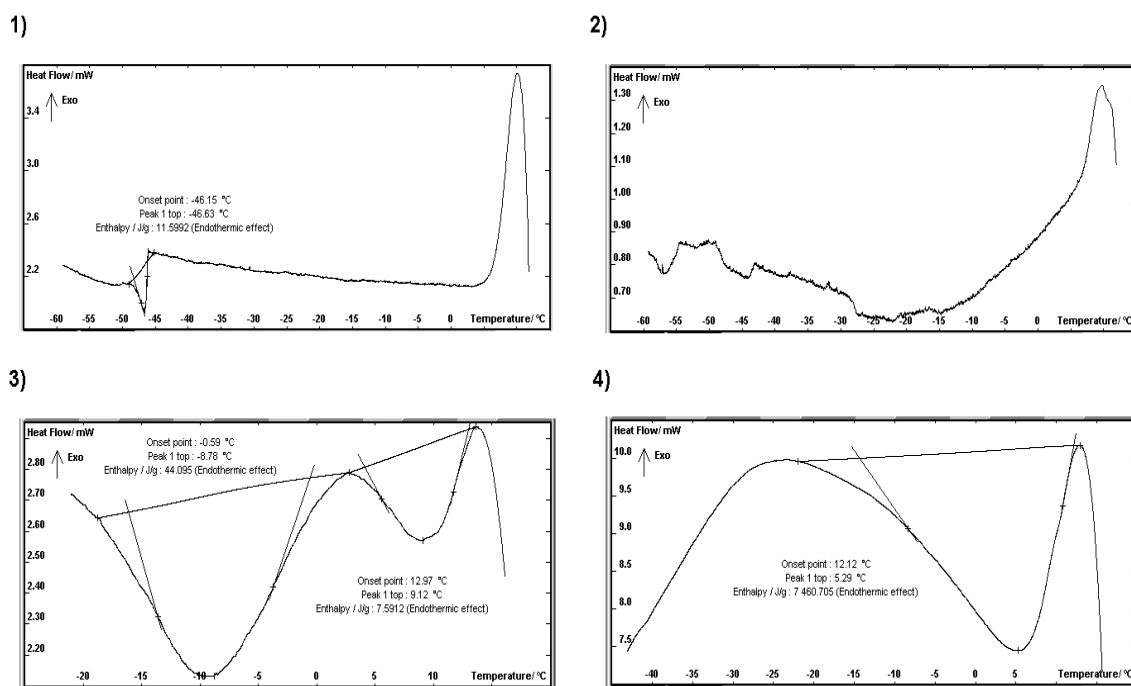 1)
Heat Flow/ mW
Exo
3.4
3.0
2.6
2.2
Onset point : -46.15 °C
Peak 1 top : -46.63 °C
Enthalpy / J/g : 11.5992 (Endothermic effect)
-60 -55 -50 -45 -40 -35 -30 -25 -20 -15 -10 -5 0 Temperature/ °C
2)
Heat Flow/ mW
Exo
1.30
1.20
1.00
0.90
0.80
0.70
-60 -55 -50 -45 -40 -35 -30 -25 -20 -15 -10 -5 0 Temperature/ °C
3)
Heat Flow/ mW
Exo
2.80
2.70
2.60
2.50
2.40
2.30
2.20
Onset point : -0.59 °C
Peak 1 top : -8.78 °C
Enthalpy / J/g : 44.095 (Endothermic effect)
Onset point : 12.97 °C
Peak 1 top : 9.12 °C
Enthalpy / J/g : 7.5912 (Endothermic effect)
-20 -15 -10 -5 0 5 10 Temperature/ °C
4)
Heat Flow/ mW
Exo
10.0
9.5
9.0
8.0
7.5
Onset point : 12.12 °C
Peak 1 top : 5.29 °C
Enthalpy / J/g : 7 460.705 (Endothermic effect)
-40 -35 -30 -25 -20 -15 -10 -5 0 5 Temperature/ °C